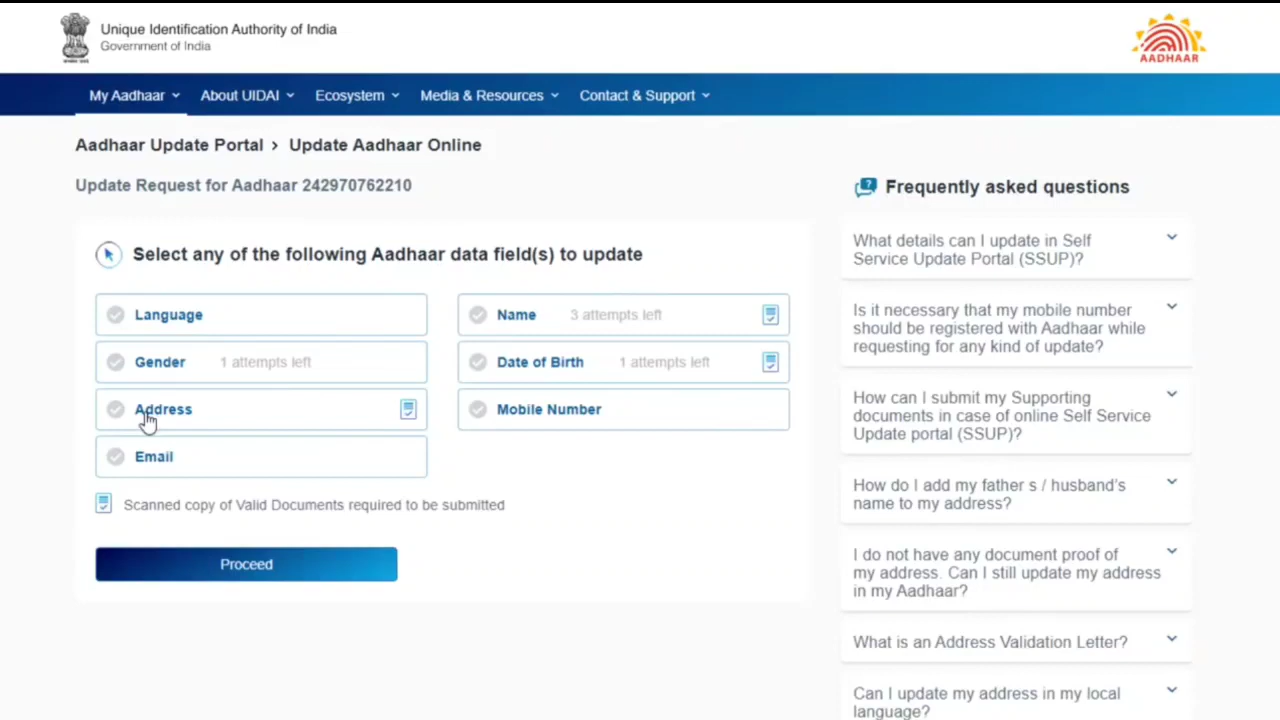 Unique Identification Authority of India
Government of India
AADHAAR
My Aadhaar
About UIDAI
Ecosystem
Media & Resources
Contact & Support
Aadhaar Update Portal > Update Aadhaar Online
Update Request for Aadhaar 242970762210
Select any of the following Aadhaar data field(s) to update
Language
Name 3 attempts left
Gender 1 attempts left
Date of Birth 1 attempts left
Address
Mobile Number
Email
Scanned copy of Valid Documents required to be submitted
Proceed
Frequently asked questions
What details can I update in Self
Service Update Portal (SSUP)?
Is it necessary that my mobile number
should be registered with Aadhaar while
requesting for any kind of update?
How can I submit my Supporting
documents in case of online Self Service
Update portal (SSUP)?
How do I add my father s / husband's
name to my address?
I do not have any document proof of
my address. Can I still update my address
in my Aadhaar?
What is an Address Validation Letter?
Can I update my address in my local
language?